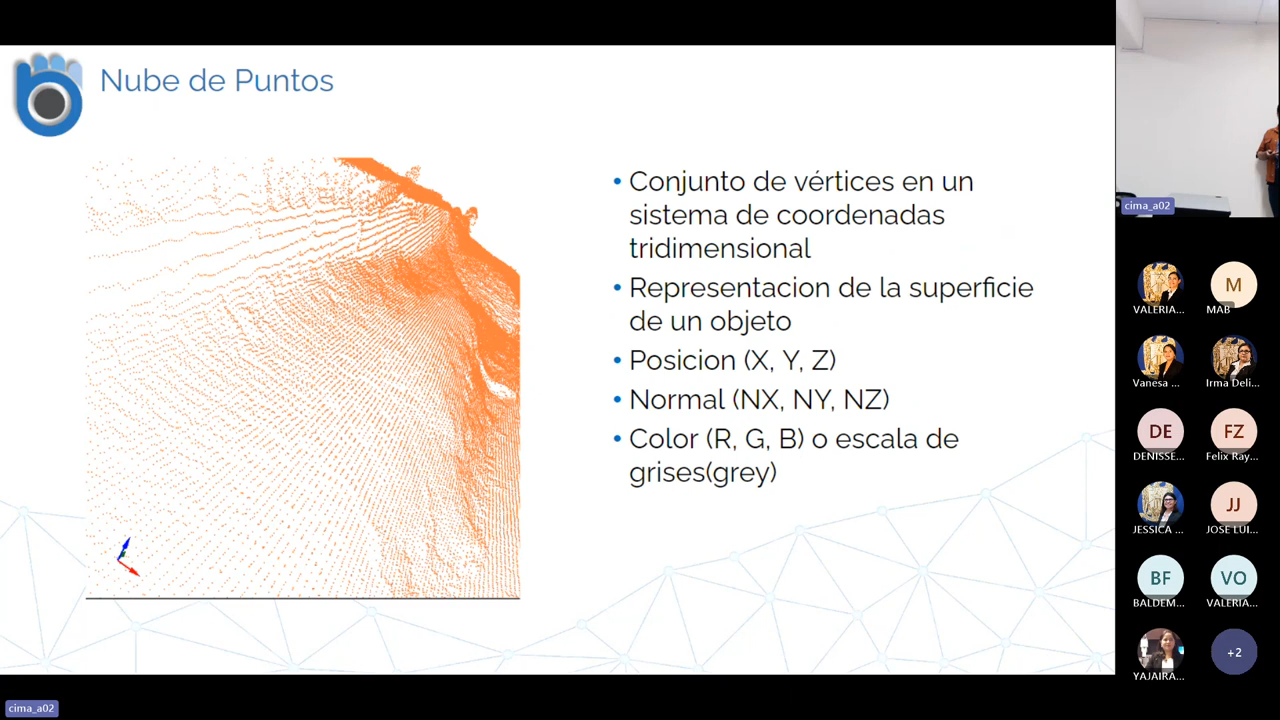 Nube de Puntos
• Conjunto de vértices en un
sistema de coordenadas
tridimensional
• Representacion de la superficie
de un objeto
• Posicion (X, Y, Z)
• Normal (NX, NY, NZ)
• Color (R, G, B) o escala de
grises(grey)
cima_a02
VALERIA...
M
MAB
Vanesa ...
Irma Deli...
DE
DENISSE...
FZ
Felix Ray...
JESSICA ...
JJ
JOSE LUI...
BF
BALDEM...
VO
VALERIA...
YAJAIRA...
+2
cima_a02